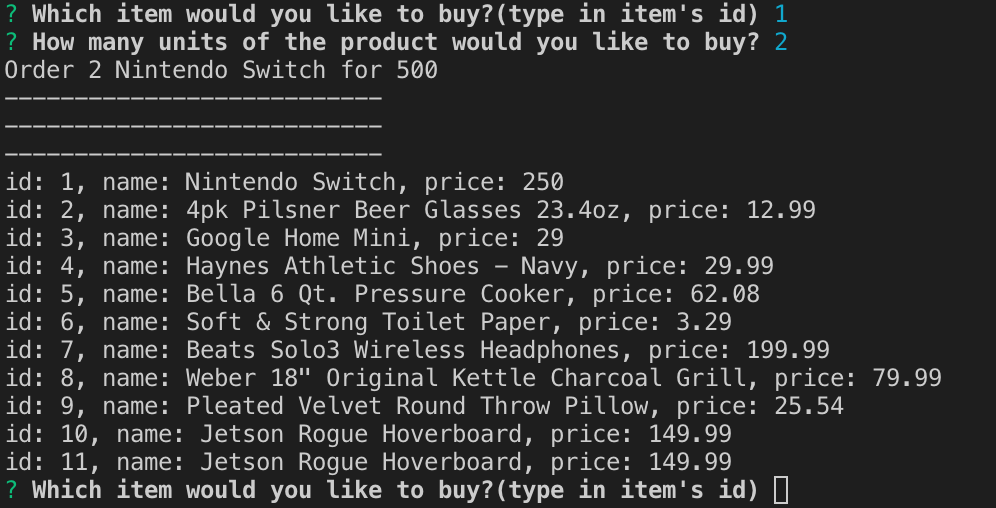 ? Which item would you like to buy?(type in item's id) 1
? How many units of the product would you like to buy? 2
Order 2 Nintendo Switch for 500
---------------------------
---------------------------
---------------------------
id: 1, name: Nintendo Switch, price: 250
id: 2, name: 4pk Pilsner Beer Glasses 23.4oz, price: 12.99
id: 3, name: Google Home Mini, price: 29
id: 4, name: Haynes Athletic Shoes - Navy, price: 29.99
id: 5, name: Bella 6 Qt. Pressure Cooker, price: 62.08
id: 6, name: Soft & Strong Toilet Paper, price: 3.29
id: 7, name: Beats Solo3 Wireless Headphones, price: 199.99
id: 8, name: Weber 18" Original Kettle Charcoal Grill, price: 79.99
id: 9, name: Pleated Velvet Round Throw Pillow, price: 25.54
id: 10, name: Jetson Rogue Hoverboard, price: 149.99
id: 11, name: Jetson Rogue Hoverboard, price: 149.99
? Which item would you like to buy?(type in item's id)